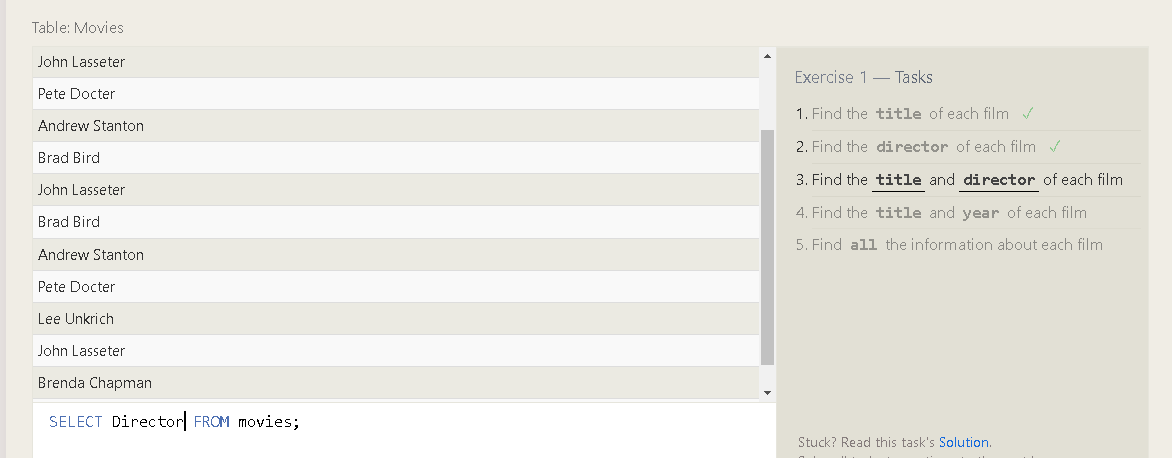 Table: Movies
John Lasseter
Pete Docter
Andrew Stanton
Brad Bird
John Lasseter
Brad Bird
Andrew Stanton
Pete Docter
Lee Unkrich
John Lasseter
Brenda Chapman
SELECT Director FROM movies;
Exercise 1 — Tasks
1. Find the title of each film ✓
2. Find the director of each film ✓
3. Find the title and director of each film
4. Find the title and year of each film
5. Find all the information about each film
Stuck? Read this task's Solution.